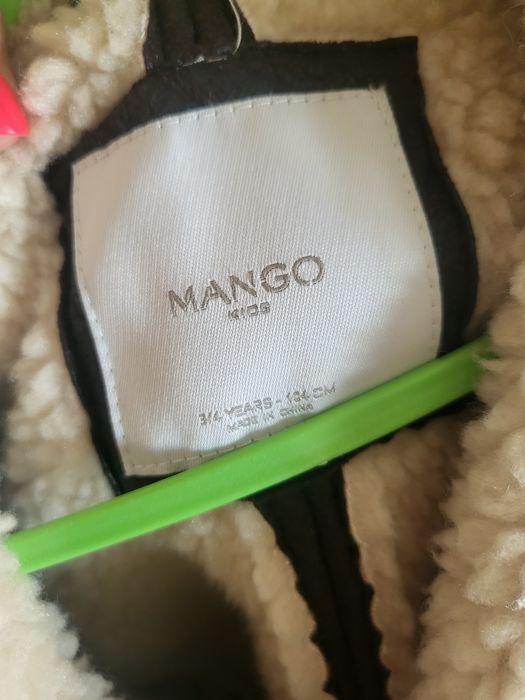 MANGO
KIDS
3/4 YEARS - 104 CM
MADE IN CHINA